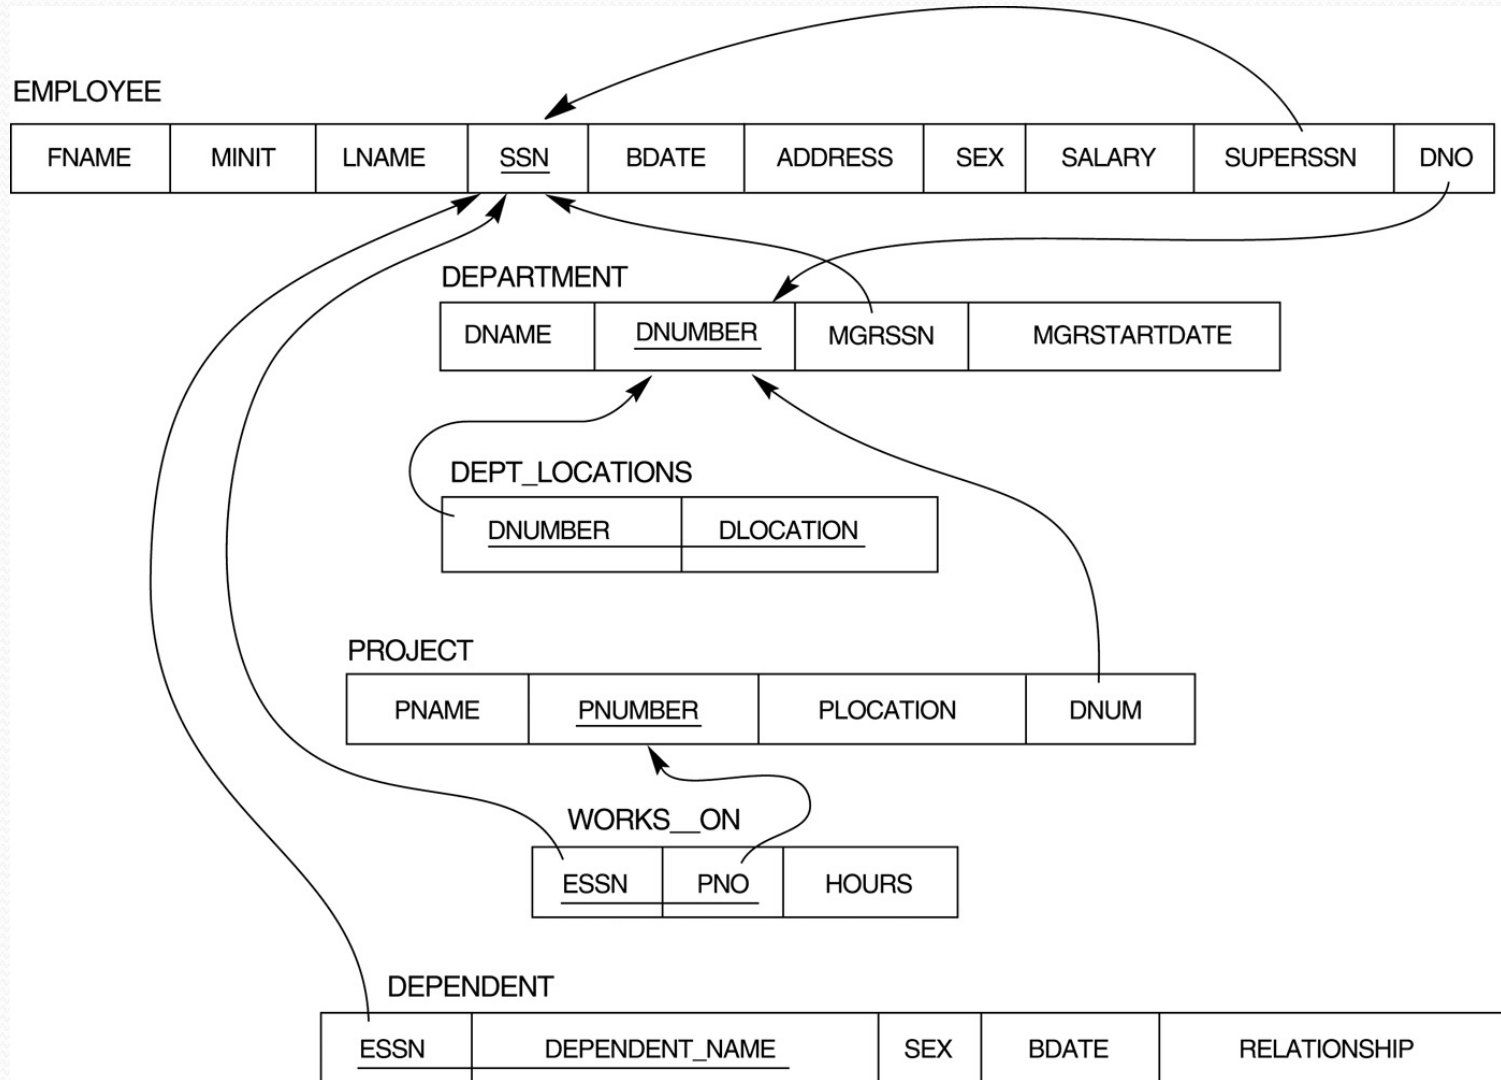 EMPLOYEE
FNAME MINIT LNAME SSN BDATE ADDRESS SEX SALARY SUPERSSN DNO
DEPARTMENT
DNAME DNUMBER MGRSSN MGRSTARTDATE
DEPT_LOCATIONS
DNUMBER DLOCATION
PROJECT
PNAME PNUMBER PLOCATION DNUM
WORKS__ON
ESSN PNO HOURS
DEPENDENT
ESSN DEPENDENT_NAME SEX BDATE RELATIONSHIP